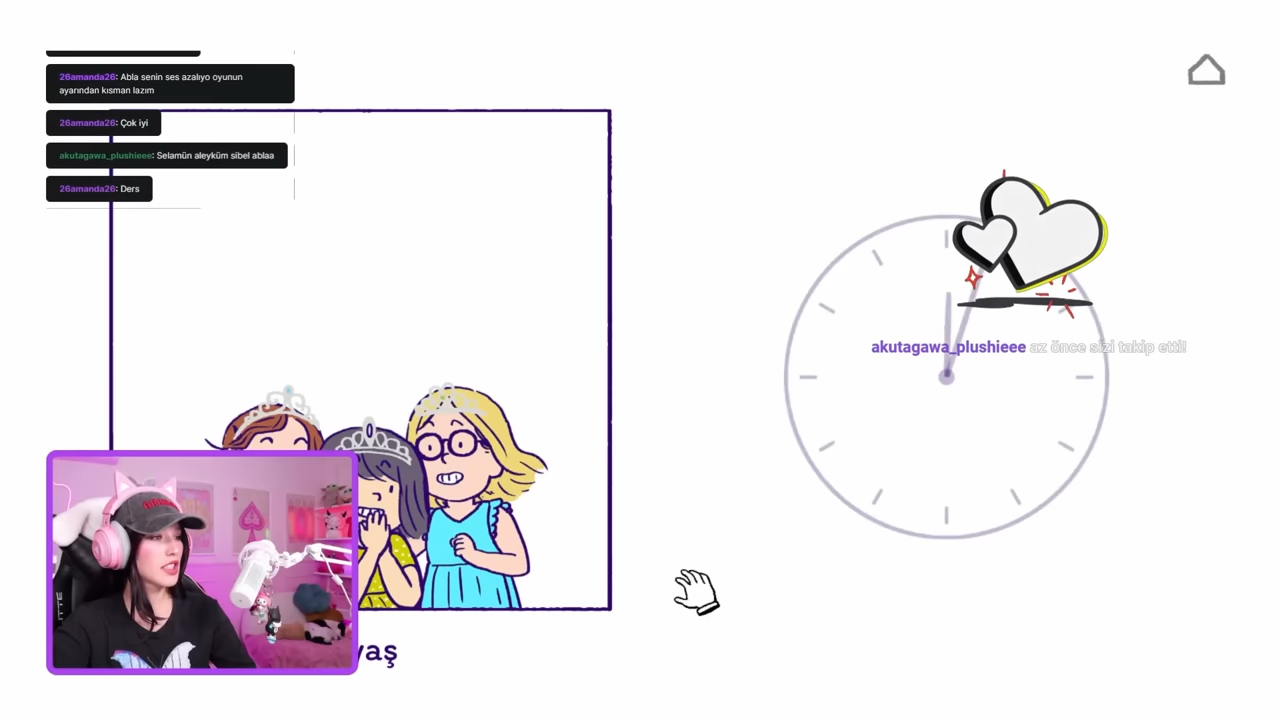 26amanda26: Abla senin ses azalıyo oyunun
ayarından kısman lazım
26amanda26: Çok iyi
akutagawa_plushieee: Selamün aleyküm sibel ablaa
26amanda26: Ders
akutagawa_plushieee az önce sizi takip etti!